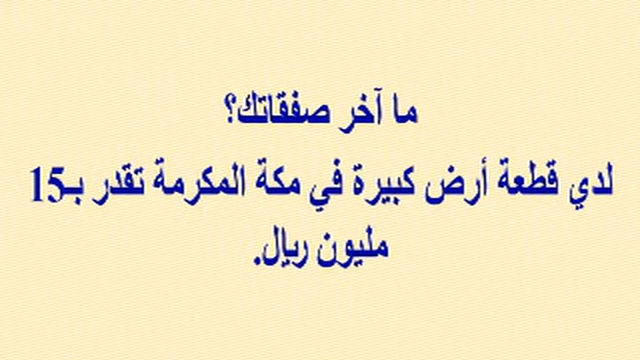 ما آخر صفقاتك؟
لدي قطعة أرض كبيرة في مكة المكرمة تقدر بـ15
مليون ريال.